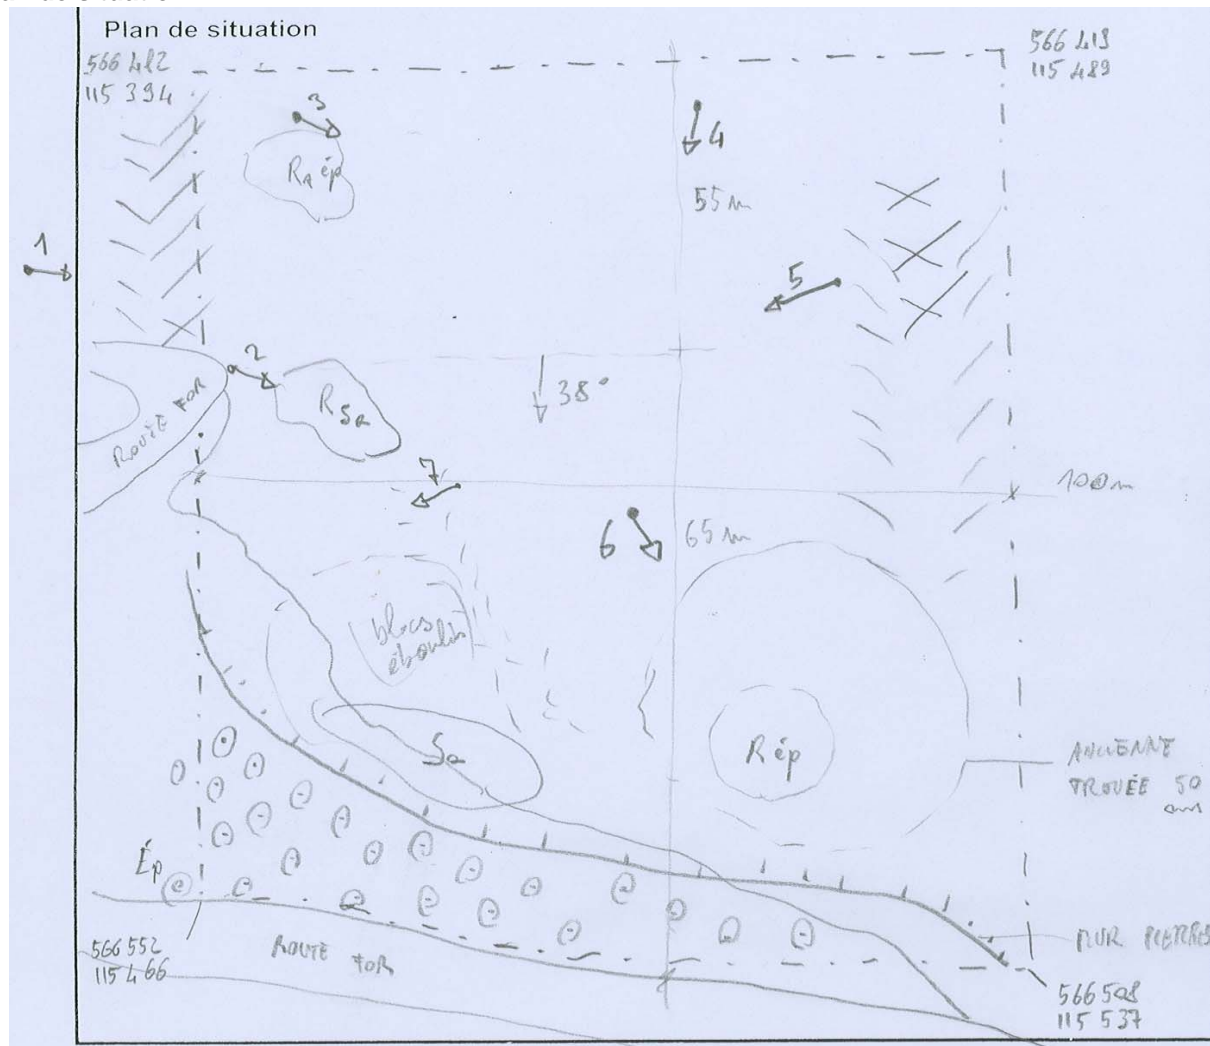 Plan de situation
566 412
115 394
566 419
115 489
3
RA ép
4
55 m
1
5
2
ROUTE FOR
R Sa
38°
7
100 m
6
65 m
blocs
éboulis
Sa
R ép
ANCIENNE
TROUÉE 50
ans
Ép
MUR PIERRES
566 552
115 466
ROUTE FOR
566 508
115 537